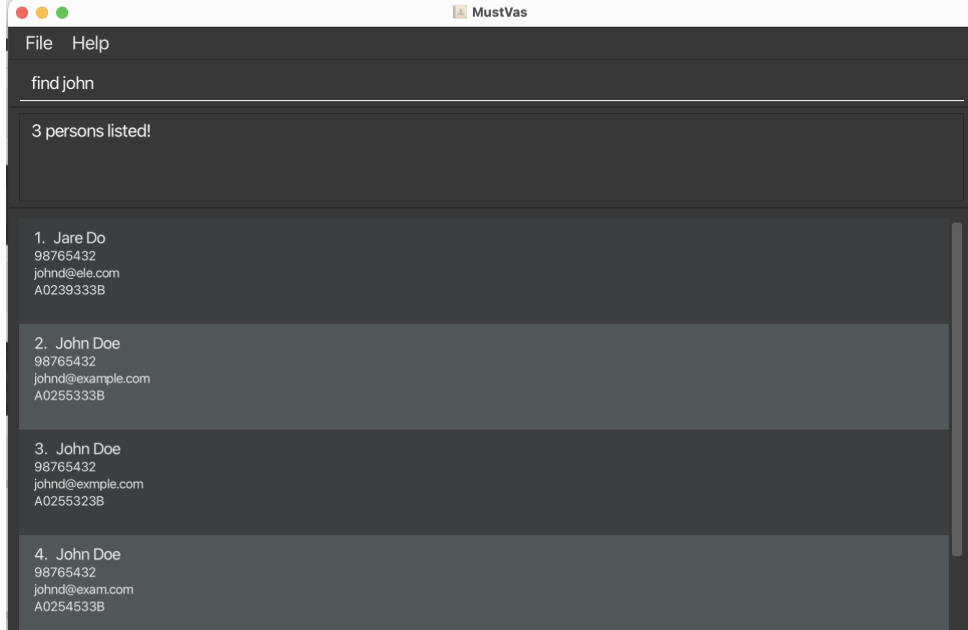 MustVas
File Help
find john
3 persons listed!
1. Jare Do
98765432
johnd@ele.com
A0239333B
2. John Doe
98765432
johnd@example.com
A0255333B
3. John Doe
98765432
johnd@exmple.com
A0255323B
4. John Doe
98765432
johnd@exam.com
A0254533B